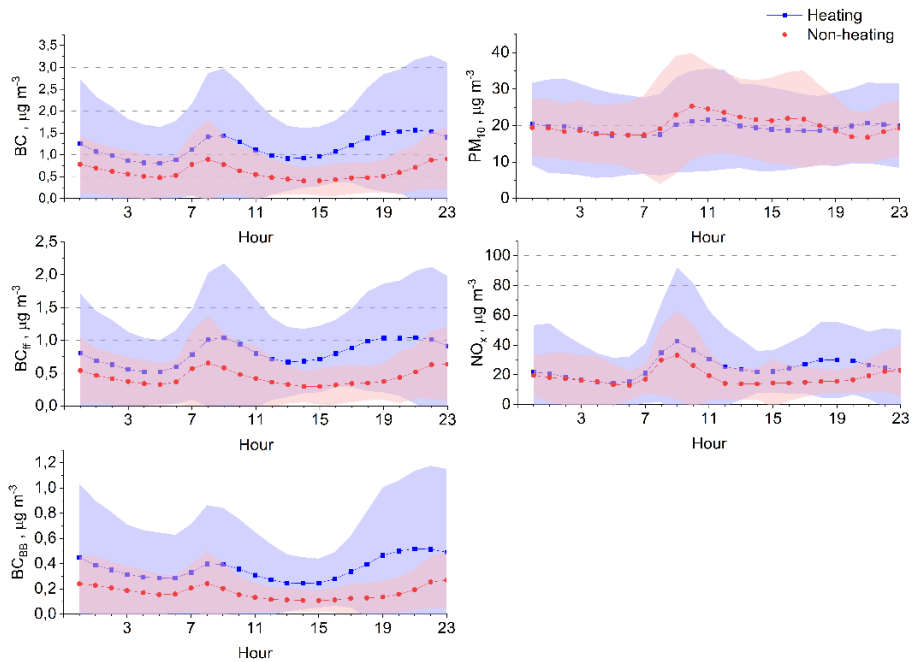 Heating
Non-heating
BC , µg m-3
3,5
3,0
2,5
2,0
1,5
1,0
0,5
0,0
3 7 11 15 19 23
Hour
PM10 , µg m-3
40
30
20
10
0
3 7 11 15 19 23
Hour
BCff , µg m-3
2,5
2,0
1,5
1,0
0,5
0,0
3 7 11 15 19 23
Hour
NOx , µg m-3
100
80
60
40
20
0
3 7 11 15 19 23
Hour
BCBB , µg m-3
1,2
1,0
0,8
0,6
0,4
0,2
0,0
3 7 11 15 19 23
Hour